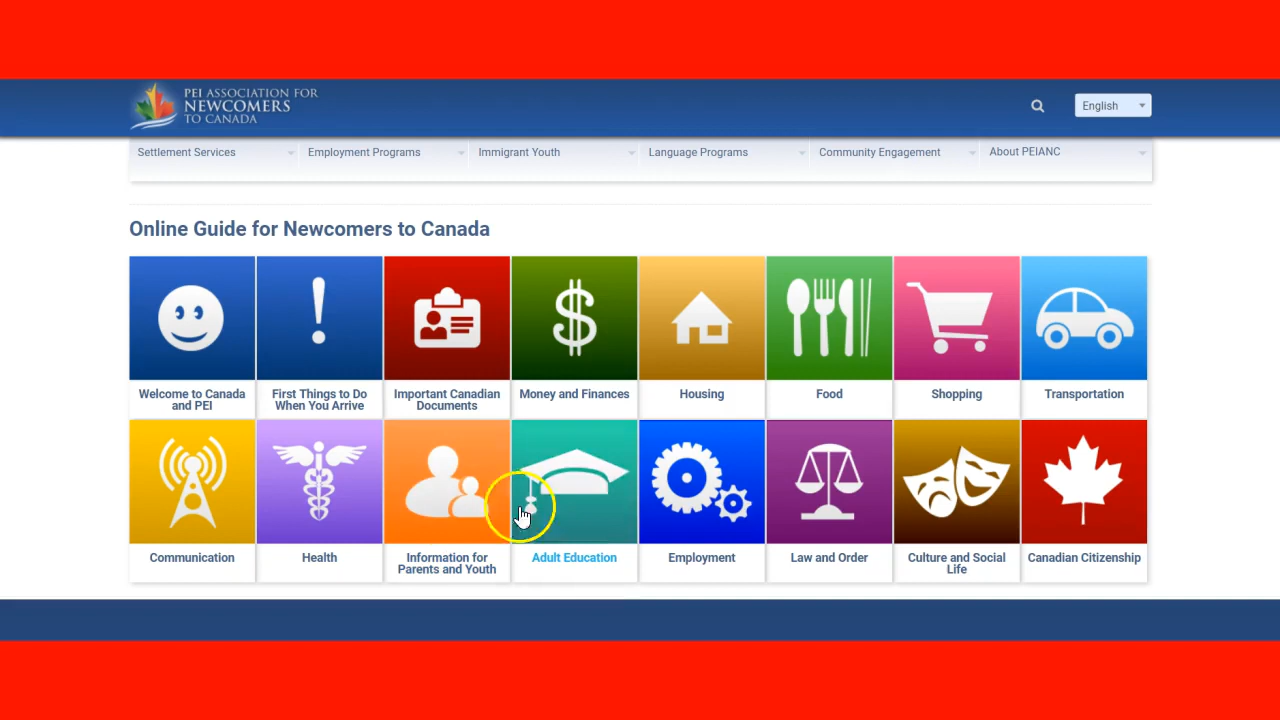 PEI ASSOCIATION FOR
NEWCOMERS
TO CANADA
English
Settlement Services
Employment Programs
Immigrant Youth
Language Programs
Community Engagement
About PEIANC
Online Guide for Newcomers to Canada
$
Welcome to Canada
and PEI
First Things to Do
When You Arrive
Important Canadian
Documents
Money and Finances
Housing
Food
Shopping
Transportation
Communication
Health
Information for
Parents and Youth
Adult Education
Employment
Law and Order
Culture and Social
Life
Canadian Citizenship